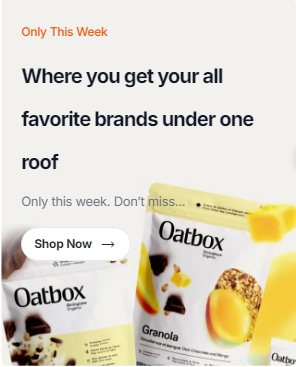 Only This Week
Where you get your all
favorite brands under one
roof
Only this week. Don’t miss...
Shop Now
Oatbox
Oatbox
Granola